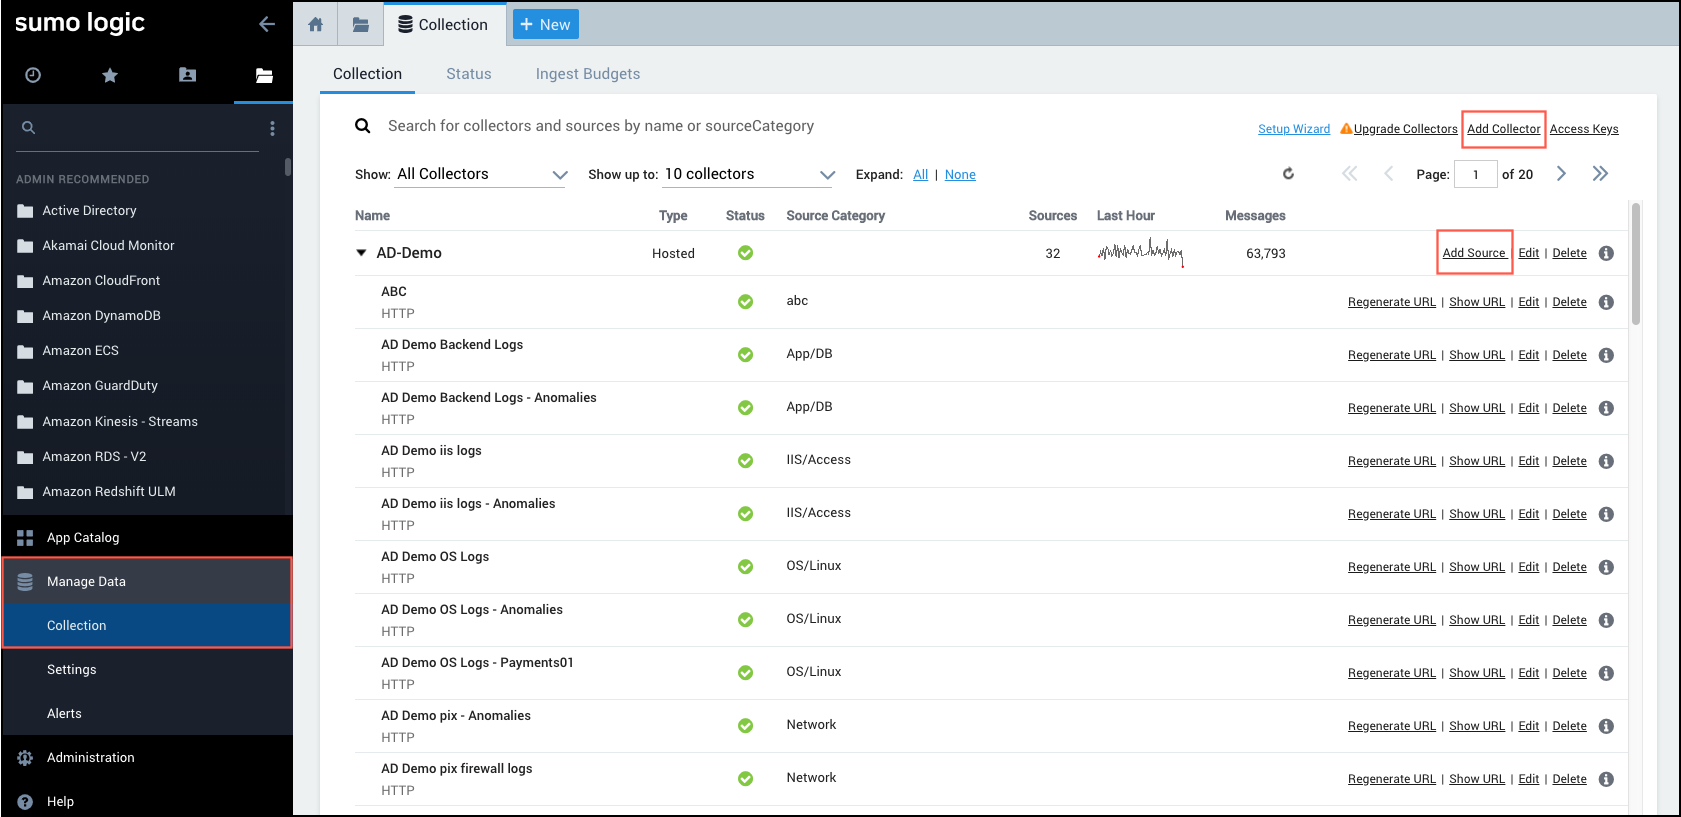 sumo logic
Collection
+ New
Collection Status Ingest Budgets
Search for collectors and sources by name or sourceCategory
Setup Wizard Upgrade Collectors Add Collector Access Keys
Show: All Collectors Show up to: 10 collectors Expand: All | None Page: 1 of 20
ADMIN RECOMMENDED
Active Directory
Akamai Cloud Monitor
Amazon CloudFront
Amazon DynamoDB
Amazon ECS
Amazon GuardDuty
Amazon Kinesis - Streams
Amazon RDS - V2
Amazon Redshift ULM
App Catalog
Manage Data
Collection
Settings
Alerts
Administration
Help
Name Type Status Source Category Sources Last Hour Messages
AD-Demo Hosted 32 63,793 Add Source | Edit | Delete
ABC
HTTP
abc
Regenerate URL | Show URL | Edit | Delete
AD Demo Backend Logs
HTTP
App/DB
Regenerate URL | Show URL | Edit | Delete
AD Demo Backend Logs - Anomalies
HTTP
App/DB
Regenerate URL | Show URL | Edit | Delete
AD Demo iis logs
HTTP
IIS/Access
Regenerate URL | Show URL | Edit | Delete
AD Demo iis logs - Anomalies
HTTP
IIS/Access
Regenerate URL | Show URL | Edit | Delete
AD Demo OS Logs
HTTP
OS/Linux
Regenerate URL | Show URL | Edit | Delete
AD Demo OS Logs - Anomalies
HTTP
OS/Linux
Regenerate URL | Show URL | Edit | Delete
AD Demo OS Logs - Payments01
HTTP
OS/Linux
Regenerate URL | Show URL | Edit | Delete
AD Demo pix - Anomalies
HTTP
Network
Regenerate URL | Show URL | Edit | Delete
AD Demo pix firewall logs
HTTP
Network
Regenerate URL | Show URL | Edit | Delete